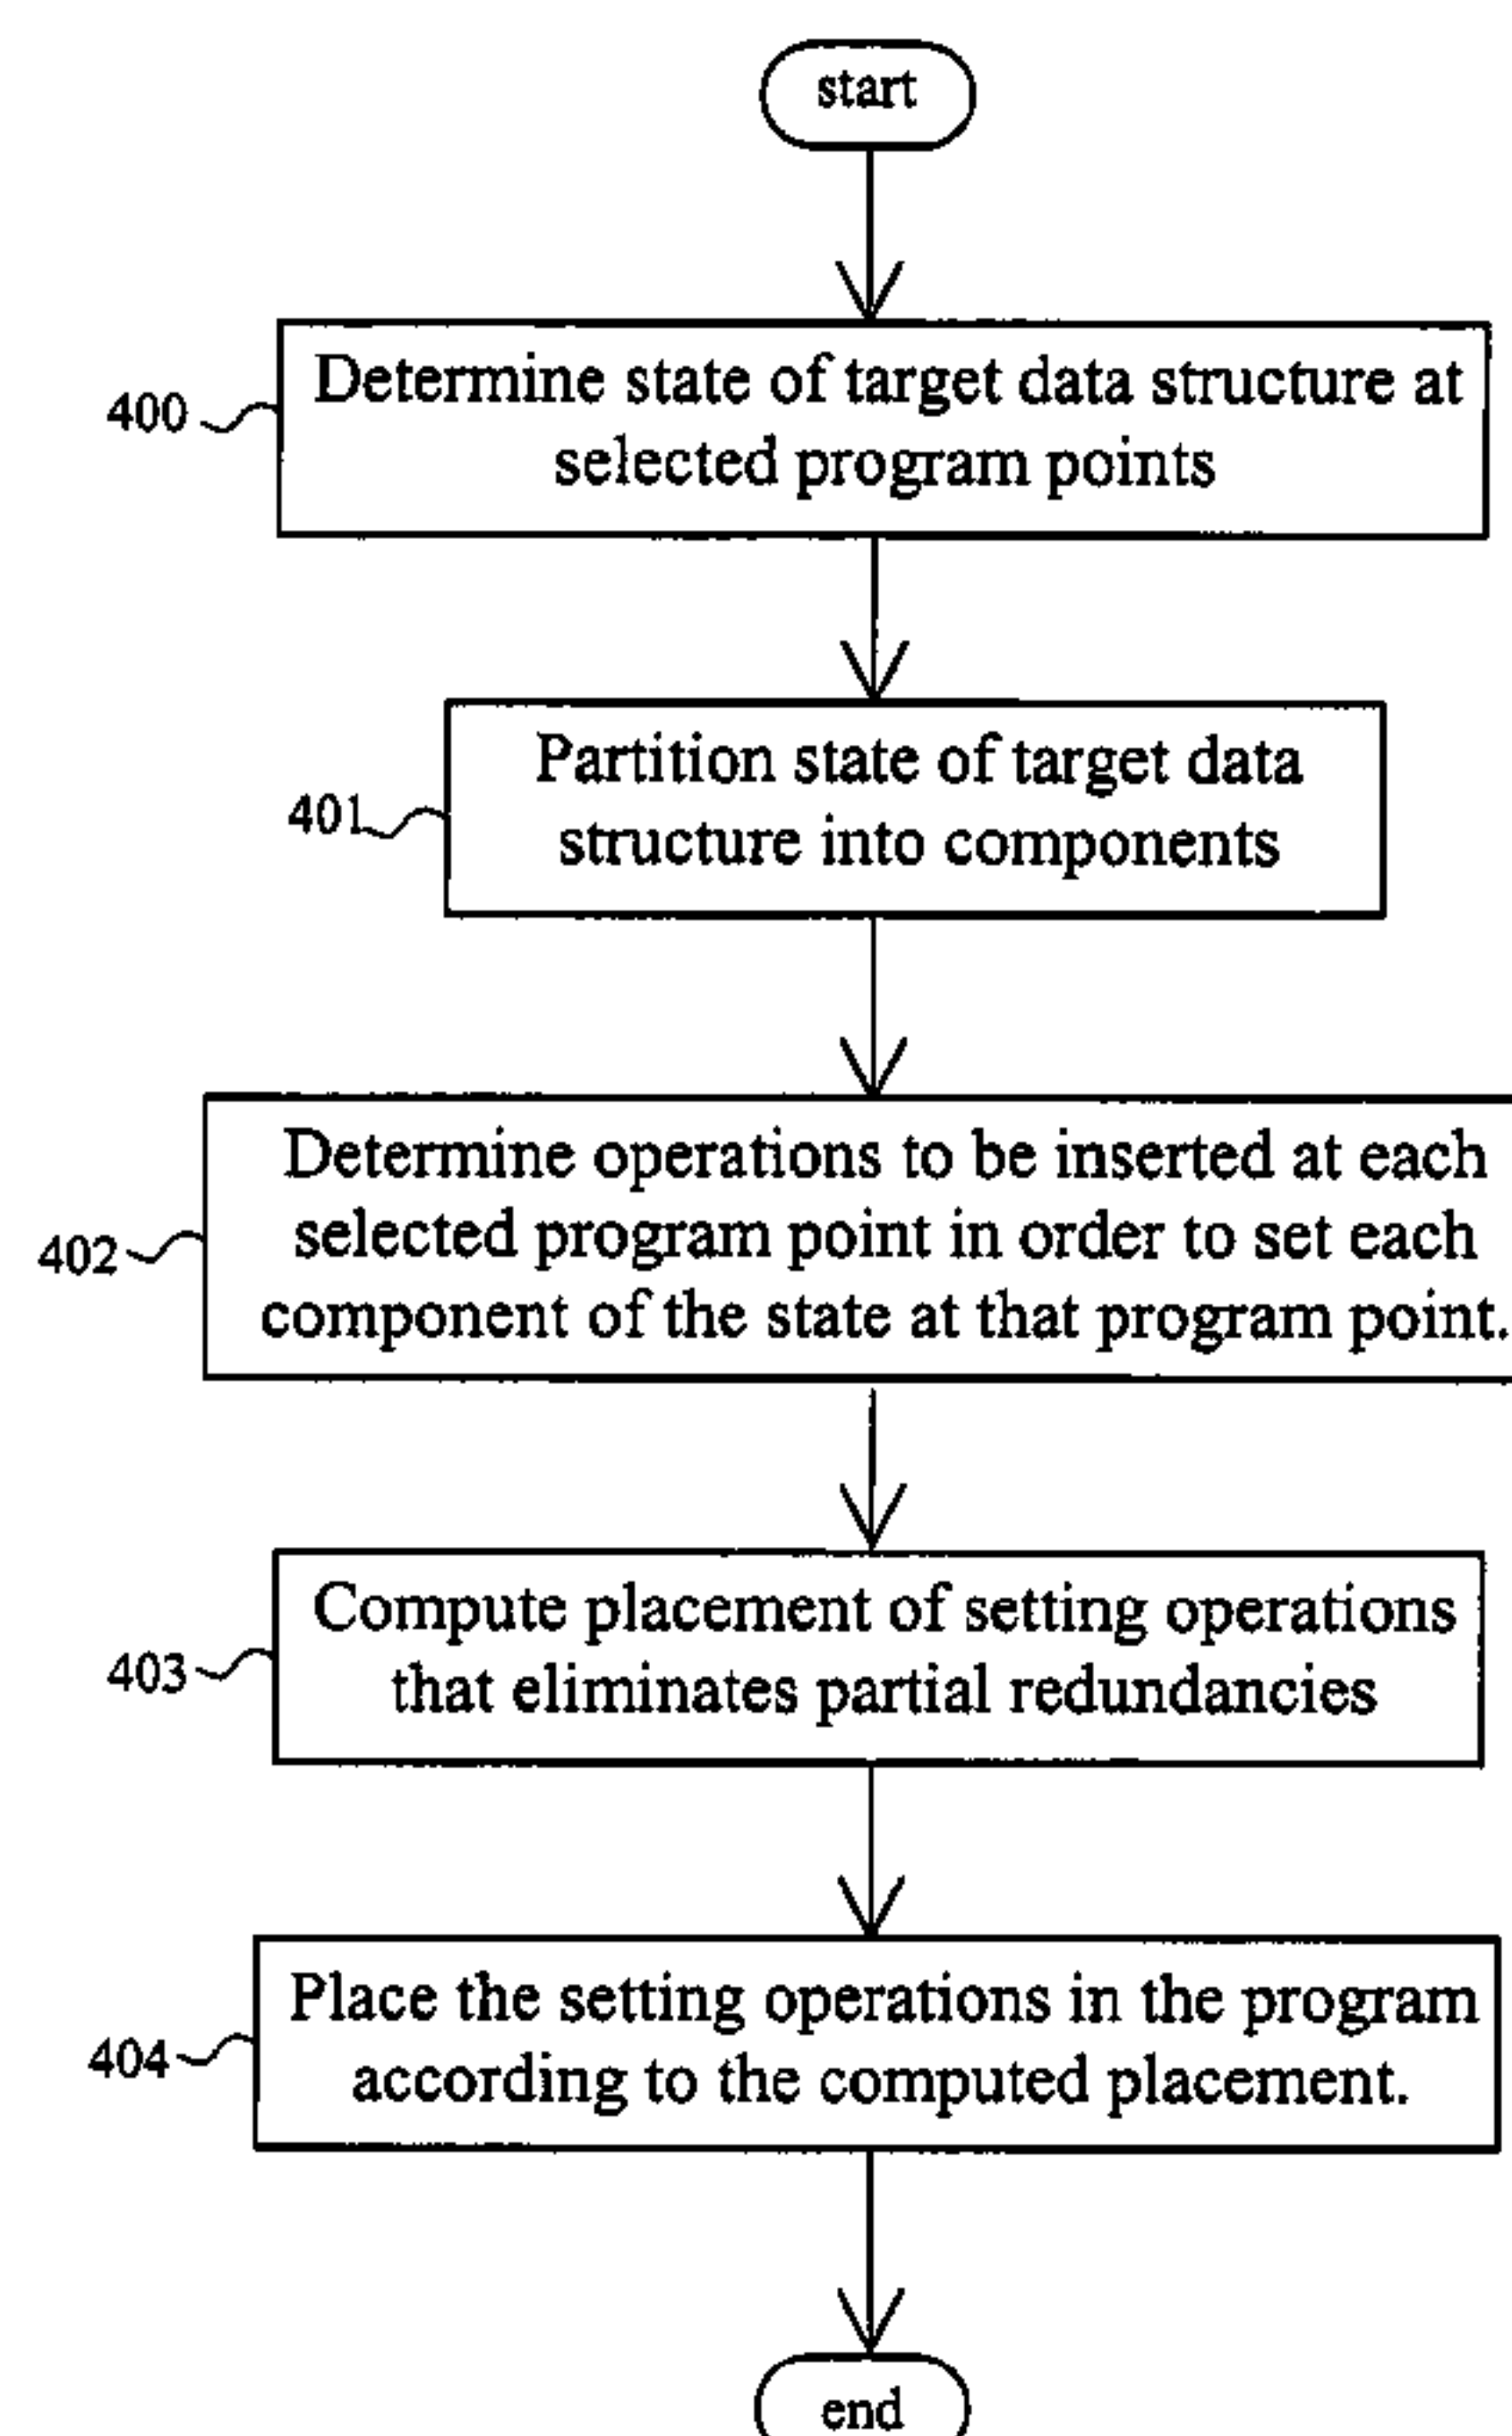 start
400
Determine state of target data structure at
selected program points
401
Partition state of target data
structure into components
402
Determine operations to be inserted at each
selected program point in order to set each
component of the state at that program point.
403
Compute placement of setting operations
that eliminates partial redundancies
404
Place the setting operations in the program
according to the computed placement.
end